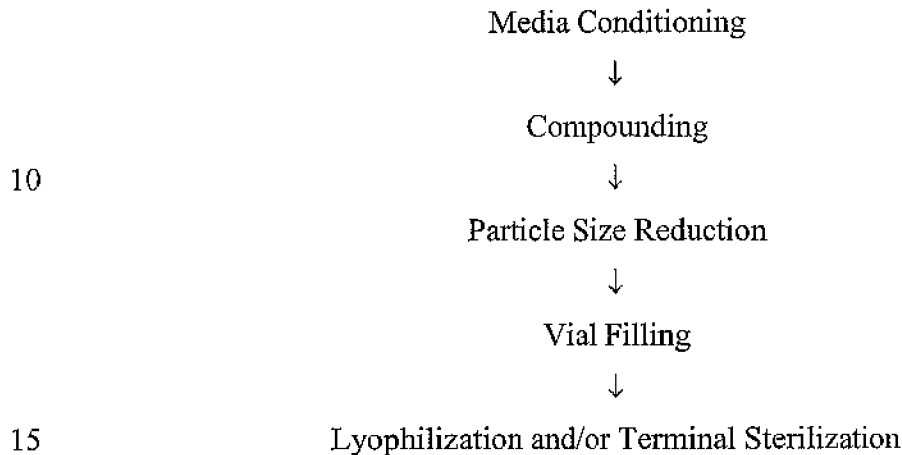 Media Conditioning
↓
Compounding
10 ↓
Particle Size Reduction
↓
Vial Filling
↓
15 Lyophilization and/or Terminal Sterilization